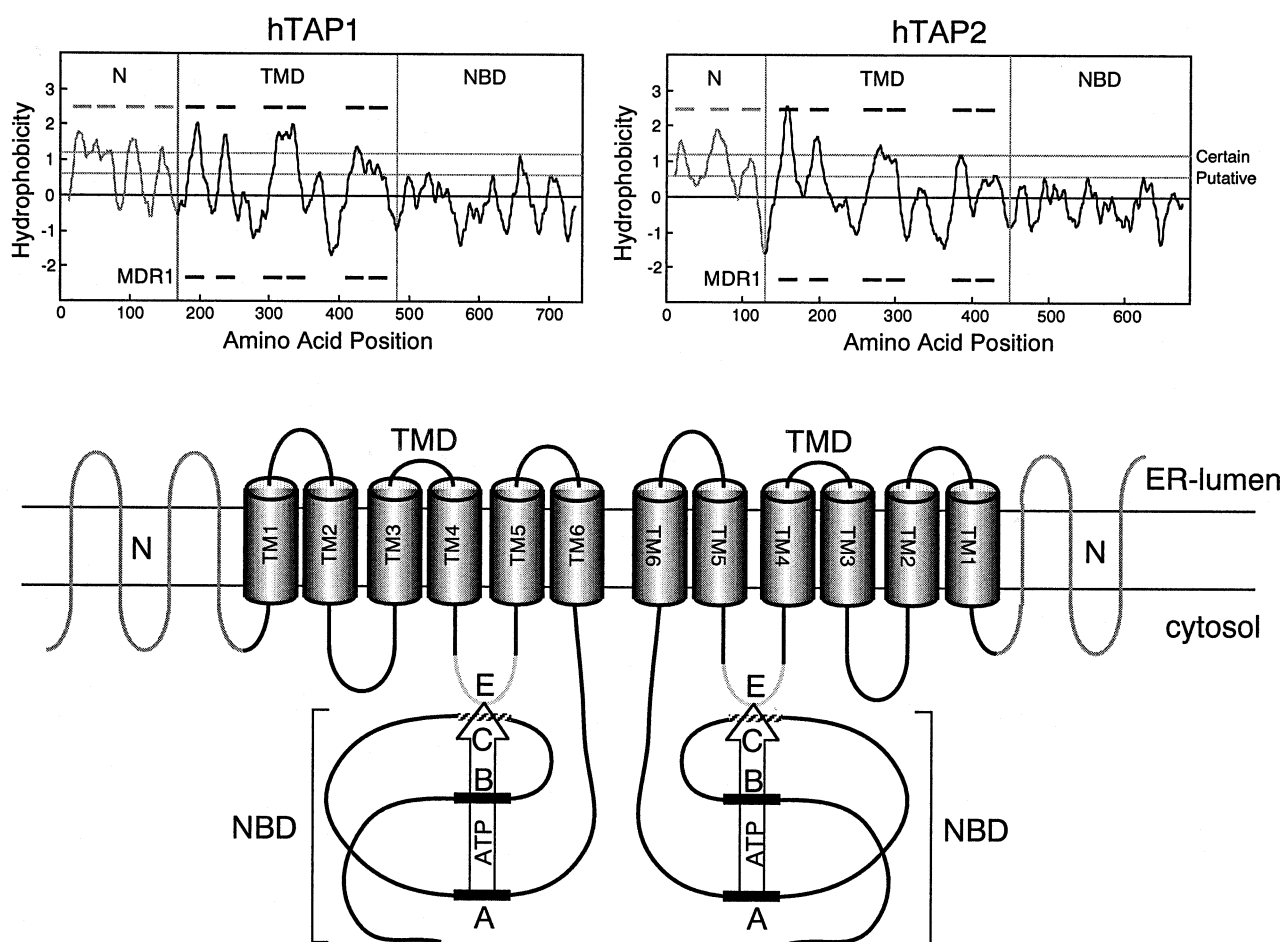 hTAP1
hTAP2
Hydrophobicity
3
2
1
0
-1
-2
N
TMD
NBD
MDR1
0
100
200
300
400
500
600
700
Amino Acid Position
Hydrophobicity
3
2
1
0
-1
-2
N
TMD
NBD
Certain
Putative
MDR1
0
100
200
300
400
500
600
Amino Acid Position
TMD
TMD
ER-lumen
N
TM1
TM2
TM3
TM4
TM5
TM6
TM6
TM5
TM4
TM3
TM2
TM1
N
cytosol
E
E
C
C
B
B
NBD
ATP
ATP
NBD
A
A